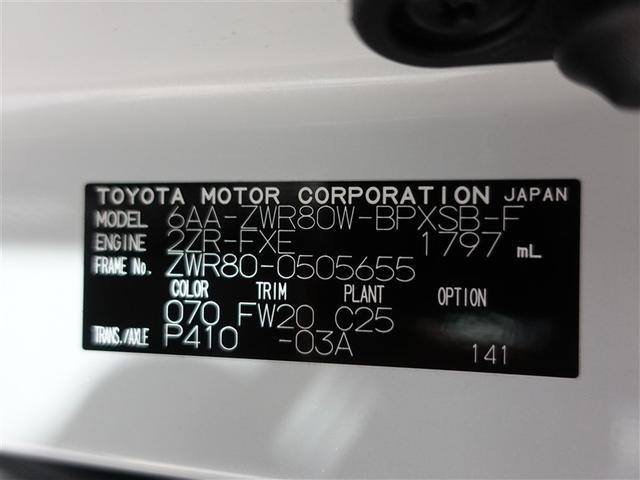 TOYOTA MOTOR CORPORATION JAPAN
MODEL 6AA-ZWR80W-BPXSB-F
ENGINE 2ZR-FXE 1797 mL
FRAME No. ZWR80-0505655
COLOR TRIM PLANT OPTION
070 FW20 C25
TRANS./AXLE P410 -03A 141